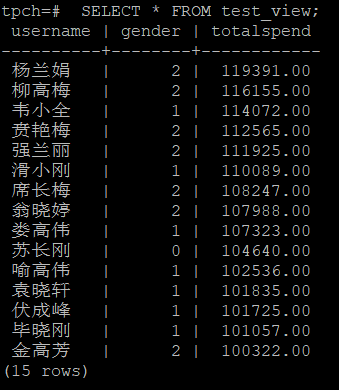 tpch=#  SELECT * FROM test_view;
 username | gender | totalspend
----------+--------+------------
 杨兰娟   |      2 |  119391.00
 柳高梅   |      2 |  116155.00
 韦小全   |      1 |  114072.00
 贲艳梅   |      2 |  112565.00
 强兰丽   |      2 |  111925.00
 滑小刚   |      1 |  110089.00
 席长梅   |      2 |  108247.00
 翁晓婷   |      2 |  107988.00
 娄高伟   |      1 |  107323.00
 苏长刚   |      0 |  104640.00
 喻高伟   |      1 |  102536.00
 袁晓轩   |      1 |  101835.00
 伏成峰   |      1 |  101725.00
 毕晓刚   |      1 |  101057.00
 金高芳   |      2 |  100322.00
(15 rows)